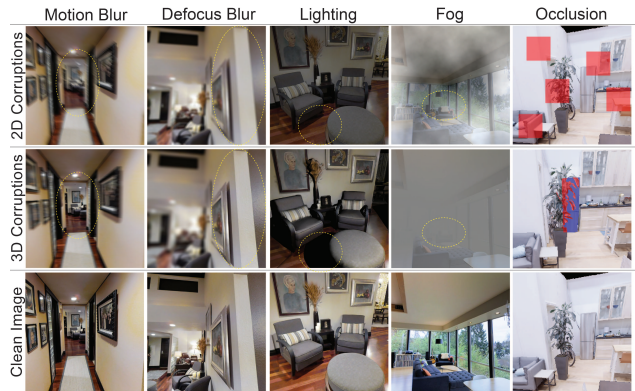 Motion Blur Defocus Blur Lighting Fog Occlusion
2D Corruptions
3D Corruptions
Clean Image